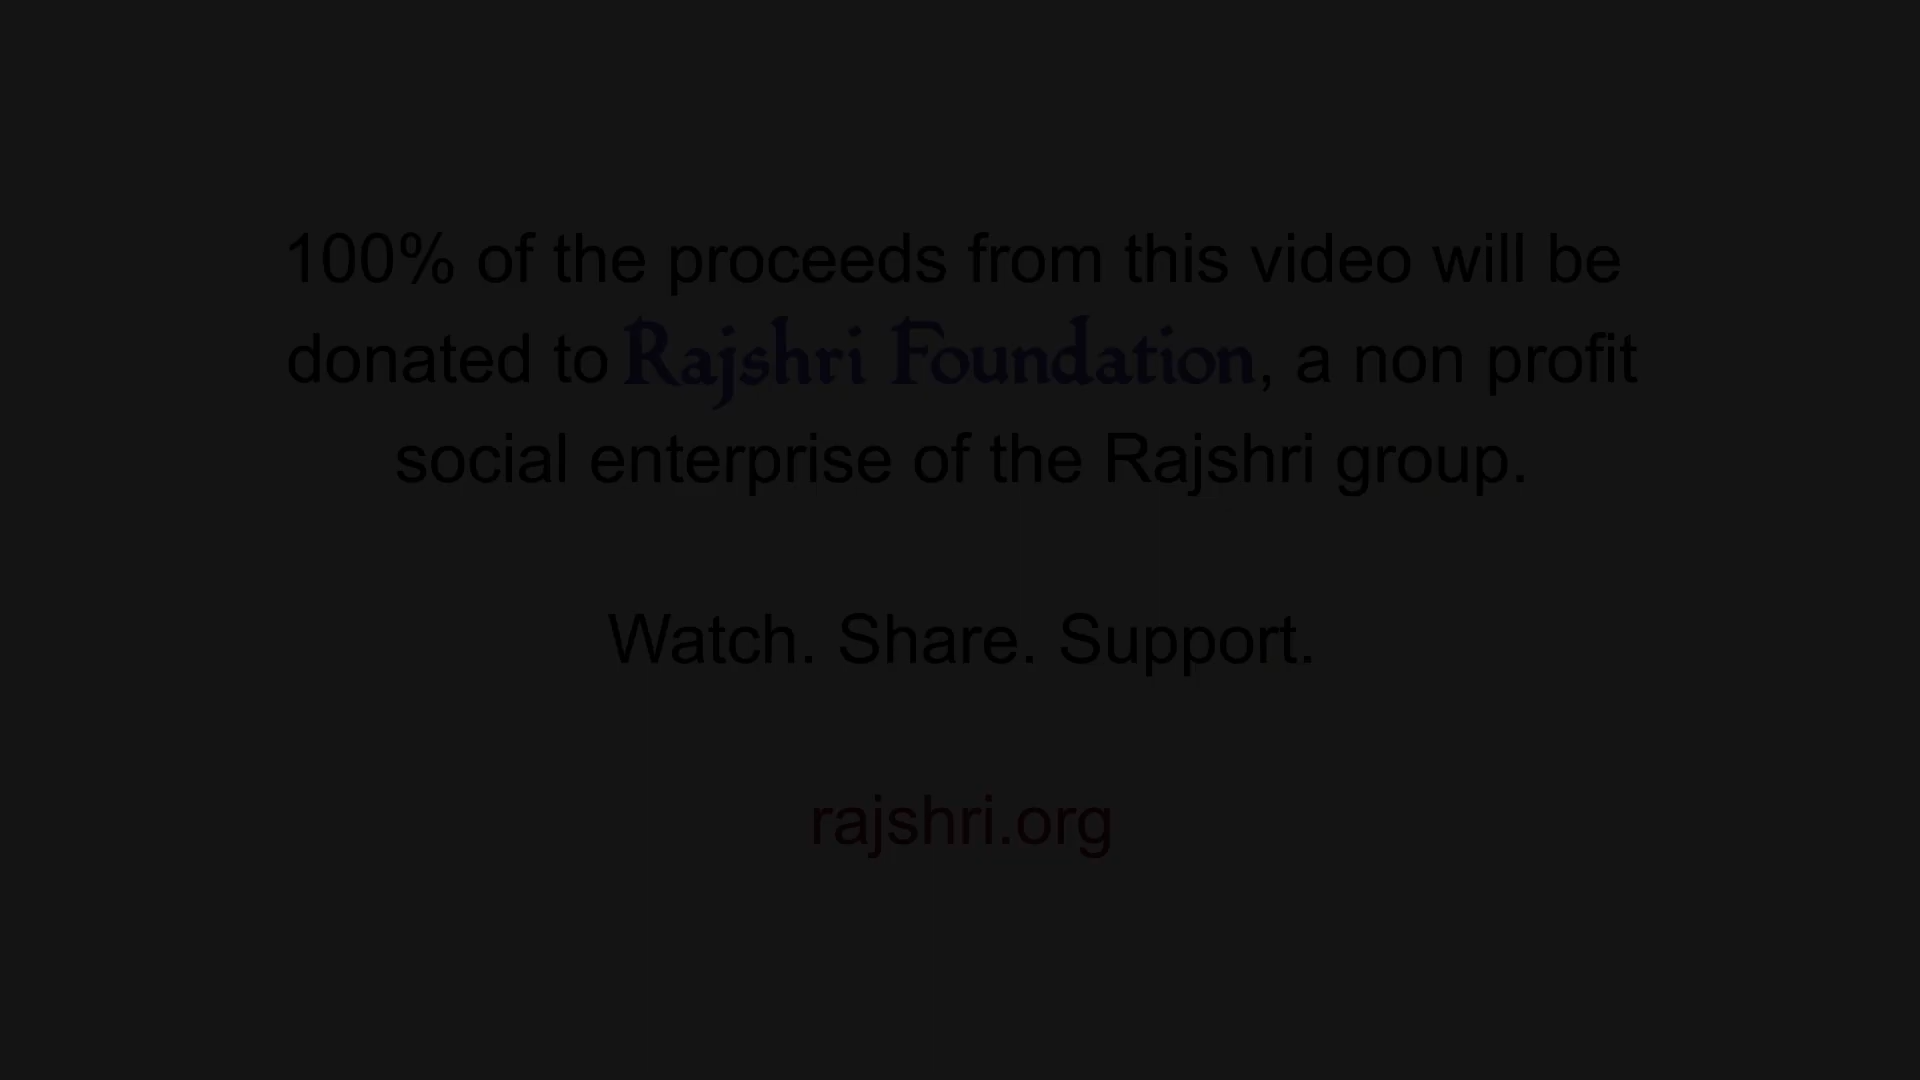 100% of the proceeds from this video will be
donated to Rajshri Foundation, a non profit
social enterprise of the Rajshri group.
Watch. Share. Support.
rajshri.org